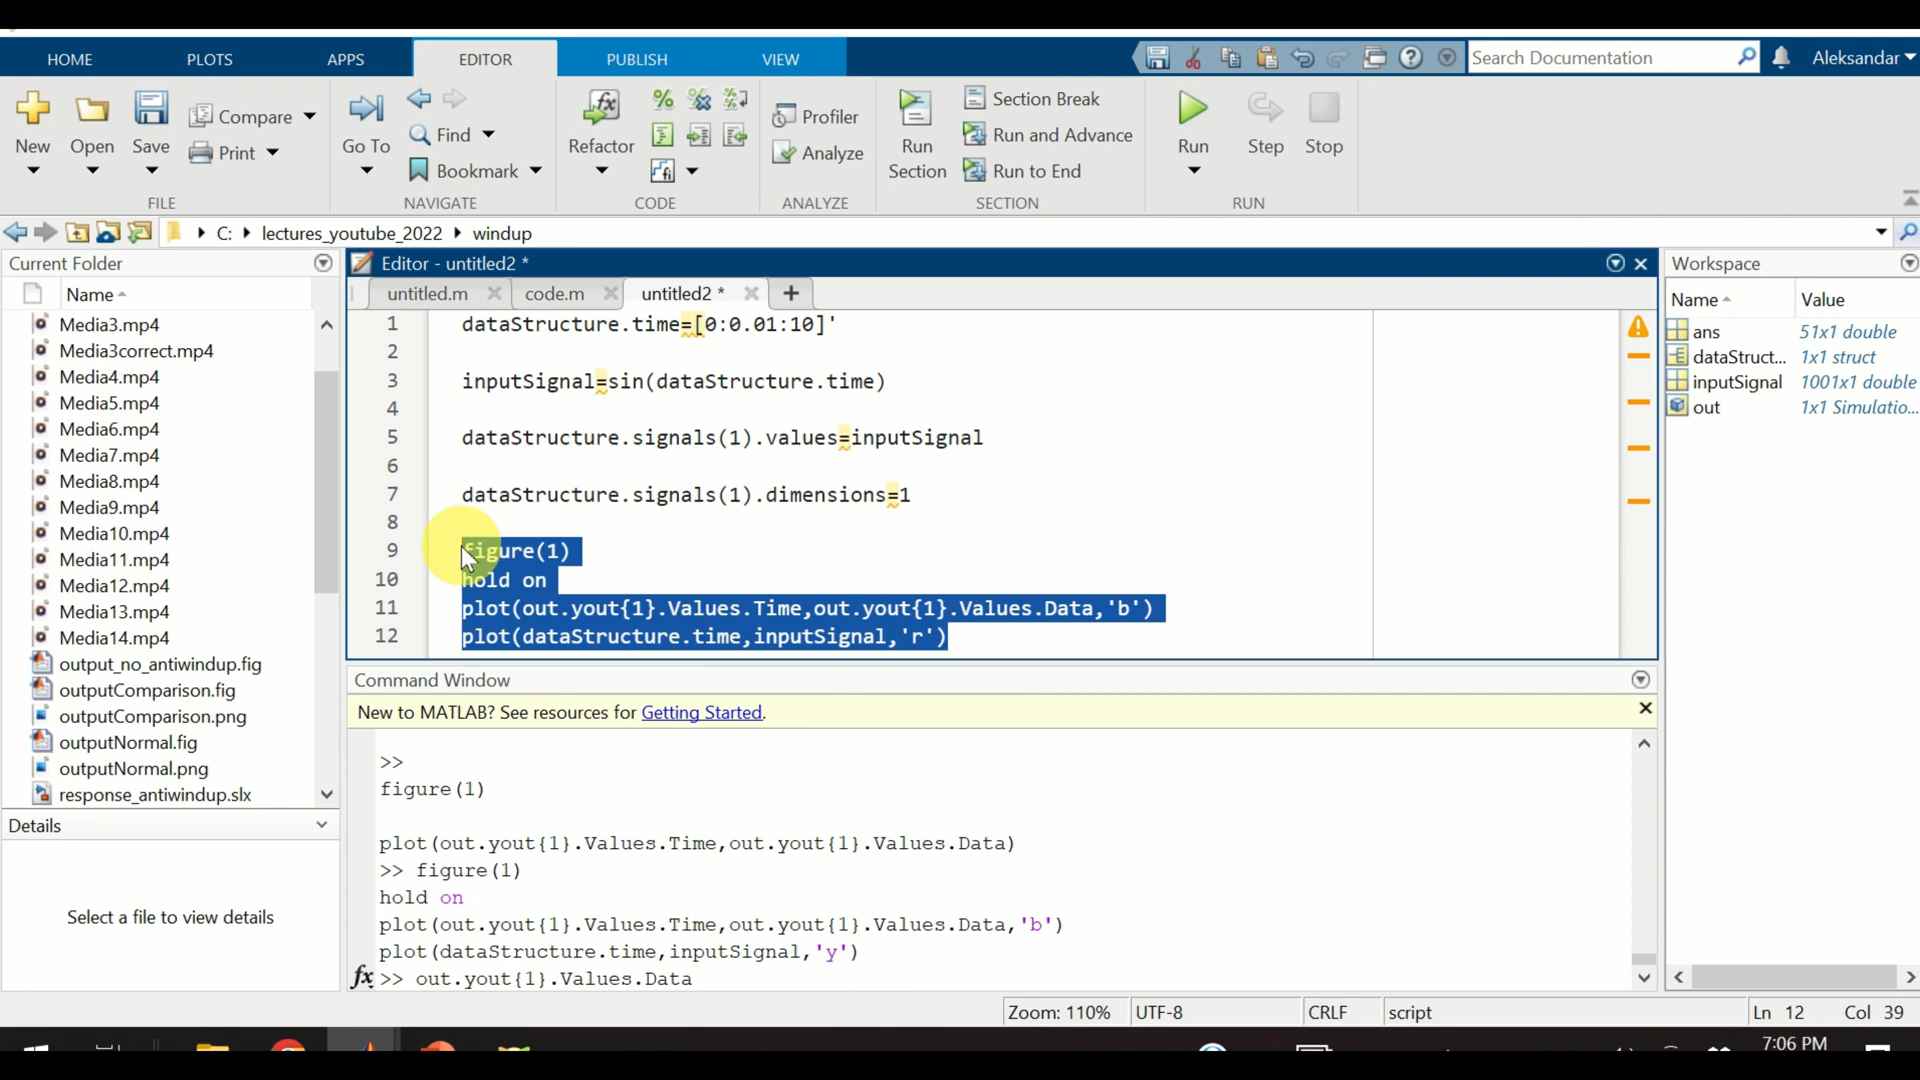 HOME PLOTS APPS EDITOR PUBLISH VIEW Search Documentation Aleksandar
New Open Save Compare Print
FILE
Go To Find Bookmark
NAVIGATE
Refactor
CODE
Profiler
Analyze
ANALYZE
Run Section
Section Break
Run and Advance
Run to End
SECTION
Run Step Stop
RUN
C: lectures_youtube_2022 windup
Current Folder
Name
Media3.mp4
Media3correct.mp4
Media4.mp4
Media5.mp4
Media6.mp4
Media7.mp4
Media8.mp4
Media9.mp4
Media10.mp4
Media11.mp4
Media12.mp4
Media13.mp4
Media14.mp4
output_no_antiwindup.fig
outputComparison.fig
outputComparison.png
outputNormal.fig
outputNormal.png
response_antiwindup.slx
Details
Select a file to view details
Editor - untitled2 *
untitled.m code.m untitled2 *
1 dataStructure.time=[0:0.01:10]'
2
3 inputSignal=sin(dataStructure.time)
4
5 dataStructure.signals(1).values=inputSignal
6
7 dataStructure.signals(1).dimensions=1
8
9 figure(1)
10 hold on
11 plot(out.yout{1}.Values.Time,out.yout{1}.Values.Data,'b')
12 plot(dataStructure.time,inputSignal,'r')
Command Window
New to MATLAB? See resources for Getting Started.
>>
figure(1)
plot(out.yout{1}.Values.Time,out.yout{1}.Values.Data)
>> figure(1)
hold on
plot(out.yout{1}.Values.Time,out.yout{1}.Values.Data,'b')
plot(dataStructure.time,inputSignal,'y')
fx >> out.yout{1}.Values.Data
Workspace
Name Value
ans 51x1 double
dataStruct... 1x1 struct
inputSignal 1001x1 double
out 1x1 Simulatio...
Zoom: 110% UTF-8 CRLF script Ln 12 Col 39
7:06 PM